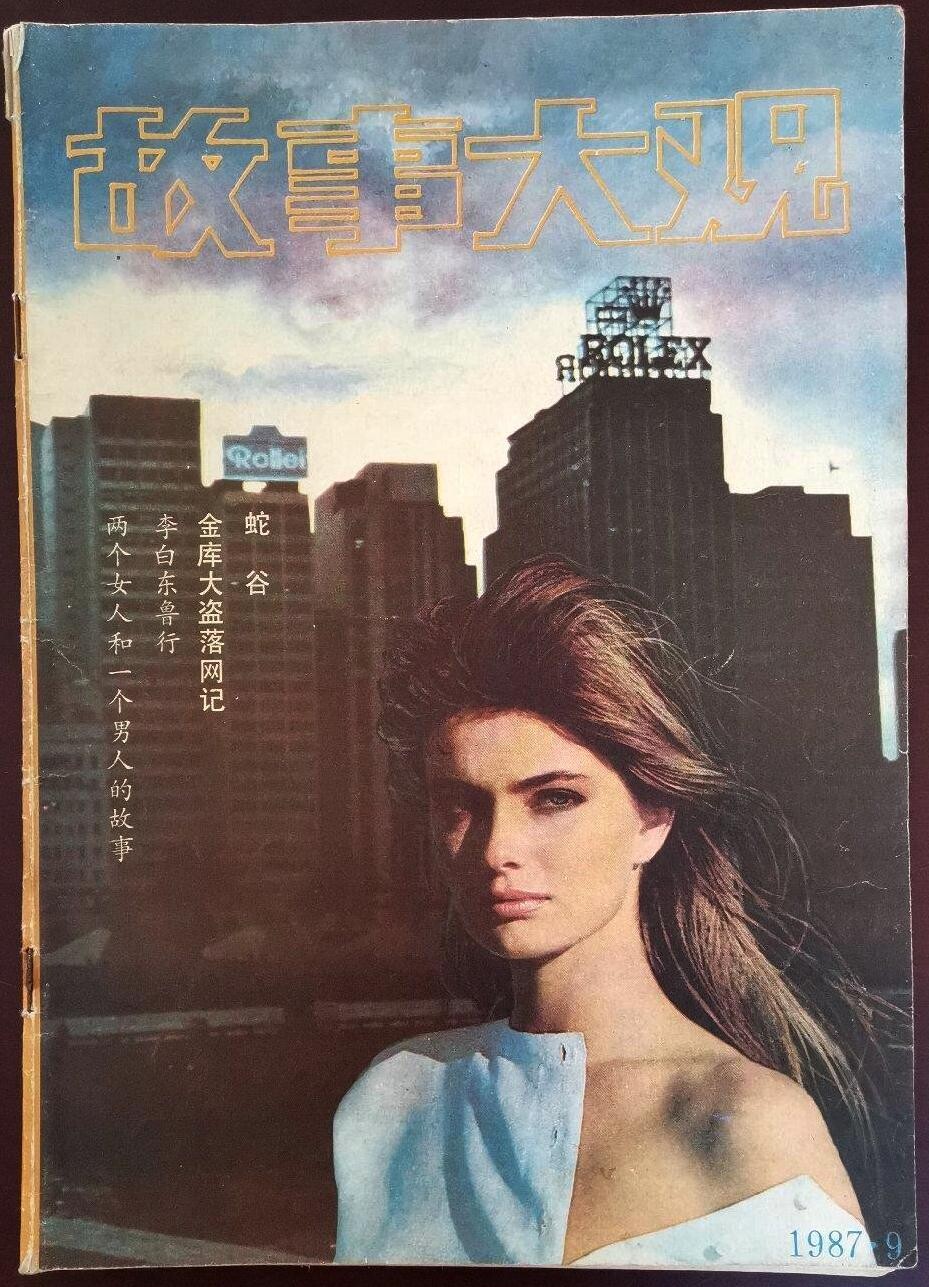 故事大观
ROLEX
Rollei
蛇谷
金库大盗落网记
李白东鲁行
两个女人和一个男人的故事
1987·9